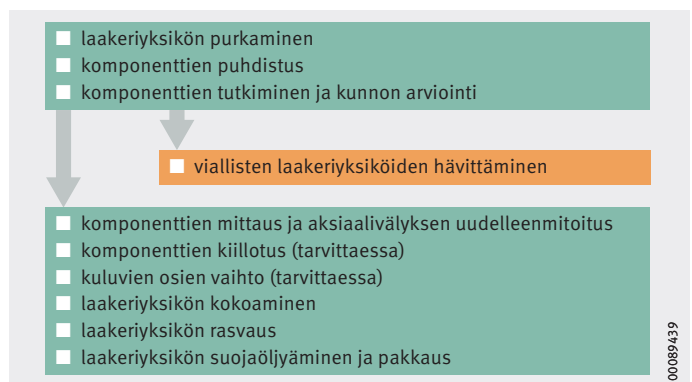 laakeriyksikön purkaminen
komponenttien puhdistus
komponenttien tutkiminen ja kunnon arviointi
viallisten laakeriyksiköiden hävittäminen
komponenttien mittaus ja aksiaalivälyksen uudelleenmitoitus
komponenttien kiillotus (tarvittaessa)
kuluvien osien vaihto (tarvittaessa)
laakeriyksikön kokoaminen
laakeriyksikön rasvaus
laakeriyksikön suojaöljyäminen ja pakkaus
00089439